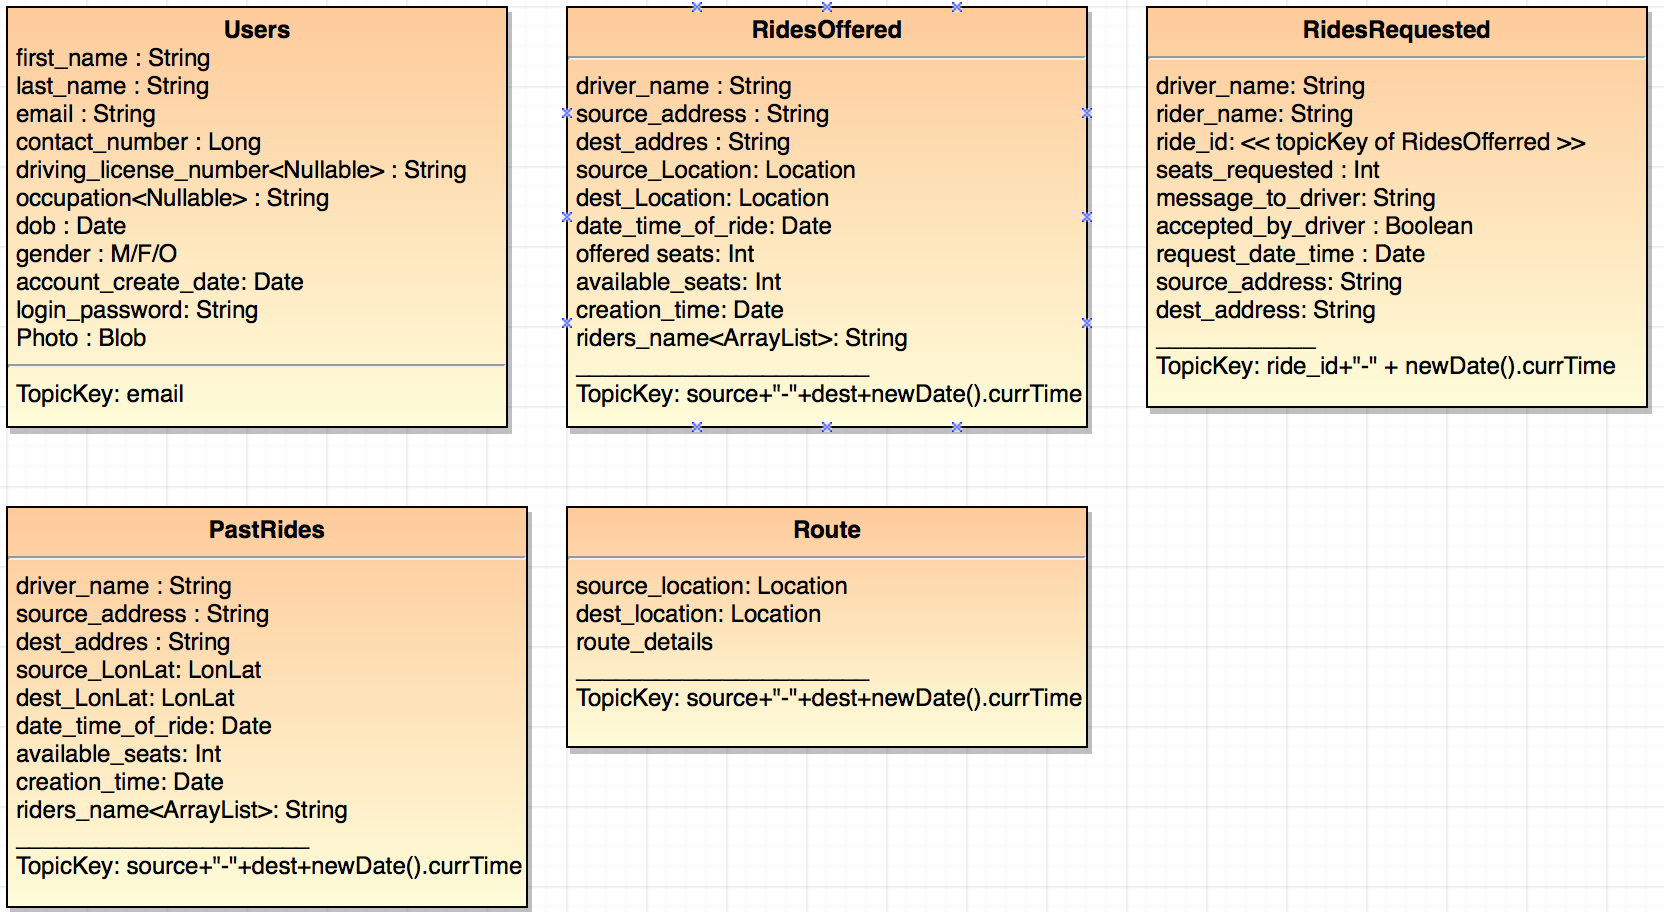 Users
first_name : String
last_name : String
email : String
contact_number : Long
driving_license_number<Nullable> : String
occupation<Nullable> : String
dob : Date
gender : M/F/O
account_create_date: Date
login_password: String
Photo : Blob
TopicKey: email
RidesOffered
driver_name : String
source_address : String
dest_addres : String
source_Location: Location
dest_Location: Location
date_time_of_ride: Date
offered seats: Int
available_seats: Int
creation_time: Date
riders_name<ArrayList>: String
TopicKey: source+"-"+dest+newDate().currTime
RidesRequested
driver_name: String
rider_name: String
ride_id: << topicKey of RidesOfferred >>
seats_requested : Int
message_to_driver: String
accepted_by_driver : Boolean
request_date_time : Date
source_address: String
dest_address: String
TopicKey: ride_id+"-" + newDate().currTime
PastRides
driver_name : String
source_address : String
dest_addres : String
source_LonLat: LonLat
dest_LonLat: LonLat
date_time_of_ride: Date
available_seats: Int
creation_time: Date
riders_name<ArrayList>: String
TopicKey: source+"-"+dest+newDate().currTime
Route
source_location: Location
dest_location: Location
route_details
TopicKey: source+"-"+dest+newDate().currTime